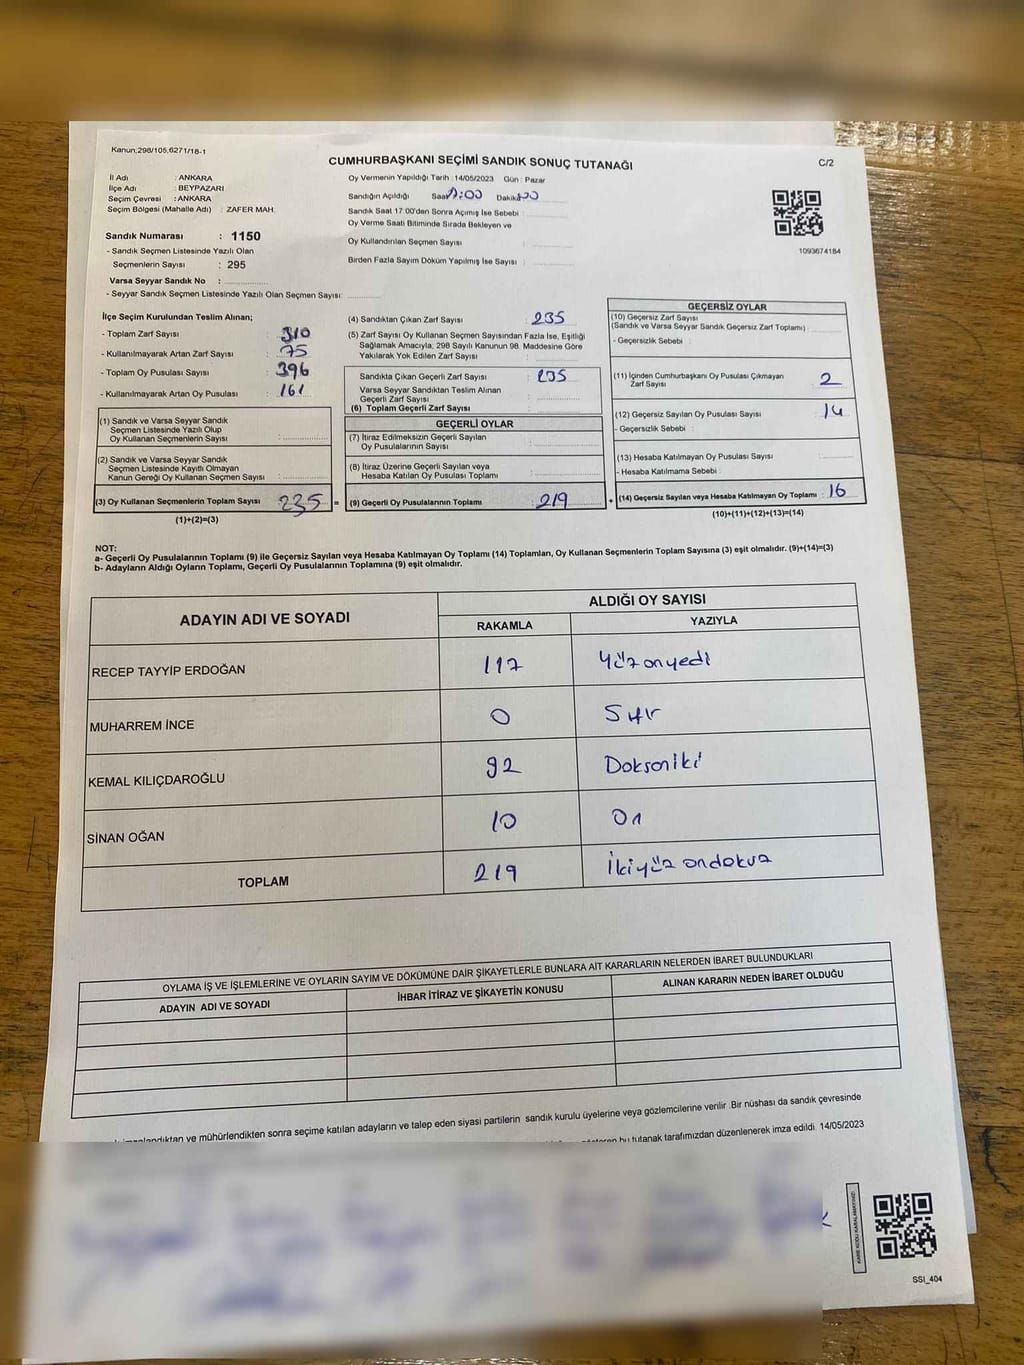 Kanun;298/105,6271/18-1
CUMHURBAŞKANI SEÇİMİ SANDIK SONUÇ TUTANAĞI
C/2
İl Adı : ANKARA
İlçe Adı : BEYPAZARI
Seçim Çevresi : ANKARA
Seçim Bölgesi (Mahalle Adı) : ZAFER MAH.
Sandık Numarası : 1150
- Sandık Seçmen Listesinde Yazılı Olan
Seçmenlerin Sayısı : 295
Varsa Seyyar Sandık No :
- Seyyar Sandık Seçmen Listesinde Yazılı Olan Seçmen Sayısı:
Oy Vermenin Yapıldığı Tarih : 14/05/2023 Gün : Pazar
Sandığın Açıldığı Saat :00 Dakika
Sandık Saat 17:00'den Sonra Açımış İse Sebebi :
Oy Verme Saati Bitiminde Sırada Bekleyen ve
Oy Kullandırılan Seçmen Sayısı :
Birden Fazla Sayım Döküm Yapılmış İse Sayısı :
1093674184
İlçe Seçim Kurulundan Teslim Alınan;
- Toplam Zarf Sayısı : 310
- Kullanılmayarak Artan Zarf Sayısı : 75
- Toplam Oy Pusulası Sayısı : 396
- Kullanılmayarak Artan Oy Pusulası : 161
(1) Sandık ve Varsa Seyyar Sandık
Seçmen Listesinde Yazılı Olup
Oy Kullanan Seçmenlerin Sayısı :
(2) Sandık ve Varsa Seyyar Sandık
Seçmen Listesinde Kayıtlı Olmayan
Kanun Gereği Oy Kullanan Seçmen Sayısı :
(3) Oy Kullanan Seçmenlerin Toplam Sayısı : 235 =
(1)+(2)=(3)
(4) Sandıktan Çıkan Zarf Sayısı : 235
(5) Zarf Sayısı Oy Kullanan Seçmen Sayısından Fazla İse, Eşitliği
Sağlamak Amacıyla, 298 Sayılı Kanunun 98. Maddesine Göre
Yakılarak Yok Edilen Zarf Sayısı :
Sandıkta Çıkan Geçerli Zarf Sayısı : 235
Varsa Seyyar Sandıktan Teslim Alınan
Geçerli Zarf Sayısı :
(6) Toplam Geçerli Zarf Sayısı :
GEÇERLİ OYLAR
(7) İtiraz Edilmeksizin Geçerli Sayılan
Oy Pusulalarının Sayısı :
(8) İtiraz Üzerine Geçerli Sayılan veya
Hesaba Katılan Oy Pusulası Toplamı :
(9) Geçerli Oy Pusulalarının Toplamı : 219 +
GEÇERSİZ OYLAR
(10) Geçersiz Zarf Sayısı
(Sandık ve Varsa Seyyar Sandık Geçersiz Zarf Toplamı) :
- Geçersizlik Sebebi :
(11) İçinden Cumhurbaşkanı Oy Pusulası Çıkmayan
Zarf Sayısı : 2
(12) Geçersiz Sayılan Oy Pusulası Sayısı : 14
- Geçersizlik Sebebi :
(13) Hesaba Katılmayan Oy Pusulası Sayısı :
- Hesaba Katılmama Sebebi :
(14) Geçersiz Sayılan veya Hesaba Katılmayan Oy Toplamı : 16
(10)+(11)+(12)+(13)=(14)
NOT:
a- Geçerli Oy Pusulalarının Toplamı (9) ile Geçersiz Sayılan veya Hesaba Katılmayan Oy Toplamı (14) Toplamları, Oy Kullanan Seçmenlerin Toplam Sayısına (3) eşit olmalıdır. (9)+(14)=(3)
b- Adayların Aldığı Oyların Toplamı, Geçerli Oy Pusulalarının Toplamına (9) eşit olmalıdır.
ADAYIN ADI VE SOYADI
ALDIĞI OY SAYISI
RAKAMLA YAZIYLA
RECEP TAYYİP ERDOĞAN 117 Yüz onyedi
MUHARREM İNCE 0 Sıfır
KEMAL KILIÇDAROĞLU 92 Doksaniki
SİNAN OĞAN 10 On
TOPLAM 219 İkiyüz ondokuz
OYLAMA İŞ VE İŞLEMLERİNE VE OYLARIN SAYIM VE DÖKÜMÜNE DAİR ŞİKAYETLERLE BUNLARA AİT KARARLARIN NELERDEN İBARET BULUNDUKLARI
ADAYIN ADI VE SOYADI İHBAR İTİRAZ VE ŞİKAYETİN KONUSU ALINAN KARARIN NEDEN İBARET OLDUĞU
ve mühürlendikten sonra seçime katılan adayların ve talep eden siyasi partilerin sandık kurulu üyelerine veya gözlemcilerine verilir .Bir nüshası da sandık çevresinde
bu tutanak tarafımızdan düzenlenerek imza edildi. 14/05/2023
KARE KODU KARALAMAYINIZ.
SSI_404